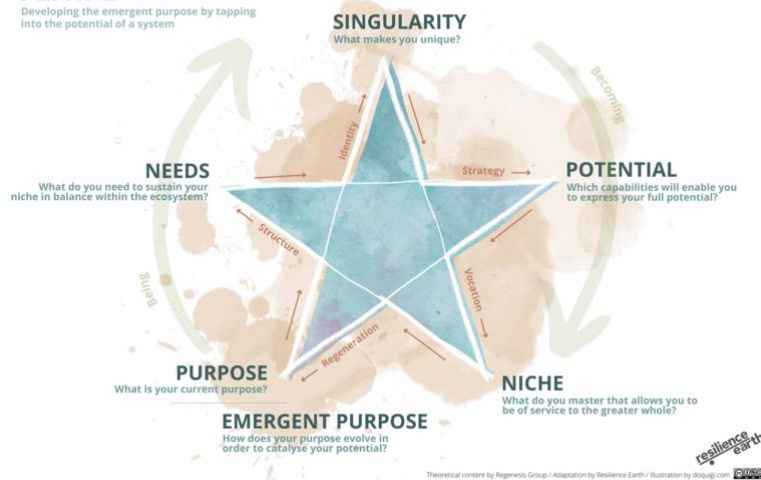 Developing the emergent purpose by tapping
into the potential of a system
SINGULARITY
What makes you unique?
Becoming
Identity
NEEDS
What do you need to sustain your
niche in balance within the ecosystem?
Strategy
POTENTIAL
Which capabilities will enable you
to express your full potential?
Structure
Being
Vocation
Regeneration
PURPOSE
What is your current purpose?
NICHE
What do you master that allows you to
be of service to the greater whole?
EMERGENT PURPOSE
How does your purpose evolve in
order to catalyse your potential?
resilience
earth
Theoretical content by Regenesis Group / Adaptation by Resilience.Earth / Illustration by doquigi.com